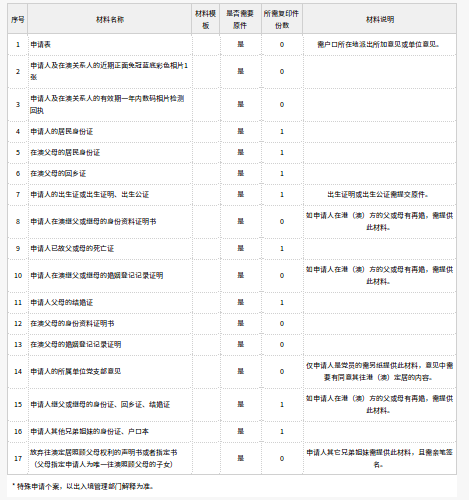 序号 材料名称 材料模板 是否需要原件 所需复印件份数 材料说明
1 申请表 是 0 需户口所在地派出所加意见或单位意见。
2 申请人及在澳关系人的近期正面免冠蓝底彩色相片1张 是 0
3 申请人及在澳关系人的有效期一年内数码相片检测回执 是 0
4 申请人的居民身份证 是 1
5 在澳父母的居民身份证 是 1
6 在澳父母的回乡证 是 1
7 申请人的出生证或出生证明、出生公证 是 1 出生证明或出生公证需提交原件。
8 申请人在澳继父或继母的身份资料证明书 是 0 如申请人在港（澳）方的父或母有再婚，需提供此材料。
9 申请人已故父或母的死亡证 是 1
10 申请人在澳继父或继母的婚姻登记记录证明 是 0 如申请人在港（澳）方的父或母有再婚，需提供此材料。
11 申请人父母的结婚证 是 1
12 在澳父母的身份资料证明书 是 0
13 在澳父母的婚姻登记记录证明 是 0
14 申请人的所属单位党支部意见 是 0 仅申请人是党员的需另纸提供此材料，意见中需要有同意其往港（澳）定居的内容。
15 申请人继父或继母的身份证、回乡证、结婚证 是 1 如申请人在港（澳）方的父或母有再婚，需提供此材料。
16 申请人其他兄弟姐妹的身份证、户口本 是 1
17 放弃往澳定居照顾父母权利的声明书或者指定书（父母指定申请人为唯一往澳照顾父母的子女） 是 0 申请人其它兄弟姐妹需提供此材料，且需亲笔签名。
* 特殊申请个案，以出入境管理部门解释为准。